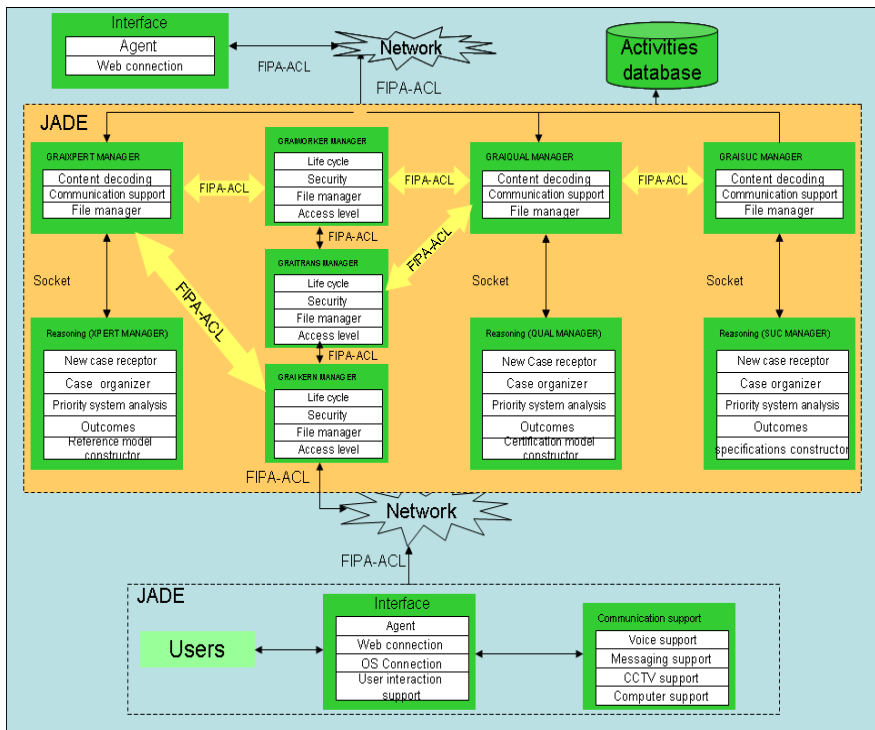 Interface
Agent
Web connection
FIPA-ACL
Network
FIPA-ACL
Activities
database
JADE
GRAIXPERT MANAGER
Content decoding
Communication support
File manager
FIPA-ACL
GRAIWORKER MANAGER
Life cycle
Security
File manager
Access level
FIPA-ACL
GRAIQUAL MANAGER
Content decoding
Communication support
File manager
FIPA-ACL
GRAISUC MANAGER
Content decoding
Communication support
File manager
FIPA-ACL
GRAITRANS MANAGER
Life cycle
Security
File manager
Access level
FIPA-ACL
FIPA-ACL
FIPA-ACL
Socket
Socket
Socket
Reasoning (XPERT MANAGER)
New case receptor
Case organizer
Priority system analysis
Outcomes
Reference model
constructor
GRAIKERN MANAGER
Life cycle
Security
File manager
Access level
Reasoning (QUAL MANAGER)
New Case receptor
Case organizer
Priority system analysis
Outcomes
Certification model
constructor
Reasoning (SUC MANAGER)
New case receptor
Case organizer
Priority system analysis
Outcomes
specifications constructor
FIPA-ACL
Network
FIPA-ACL
JADE
Users
Interface
Agent
Web connection
OS Connection
User interaction
support
Communication support
Voice support
Messaging support
CCTV support
Computer support